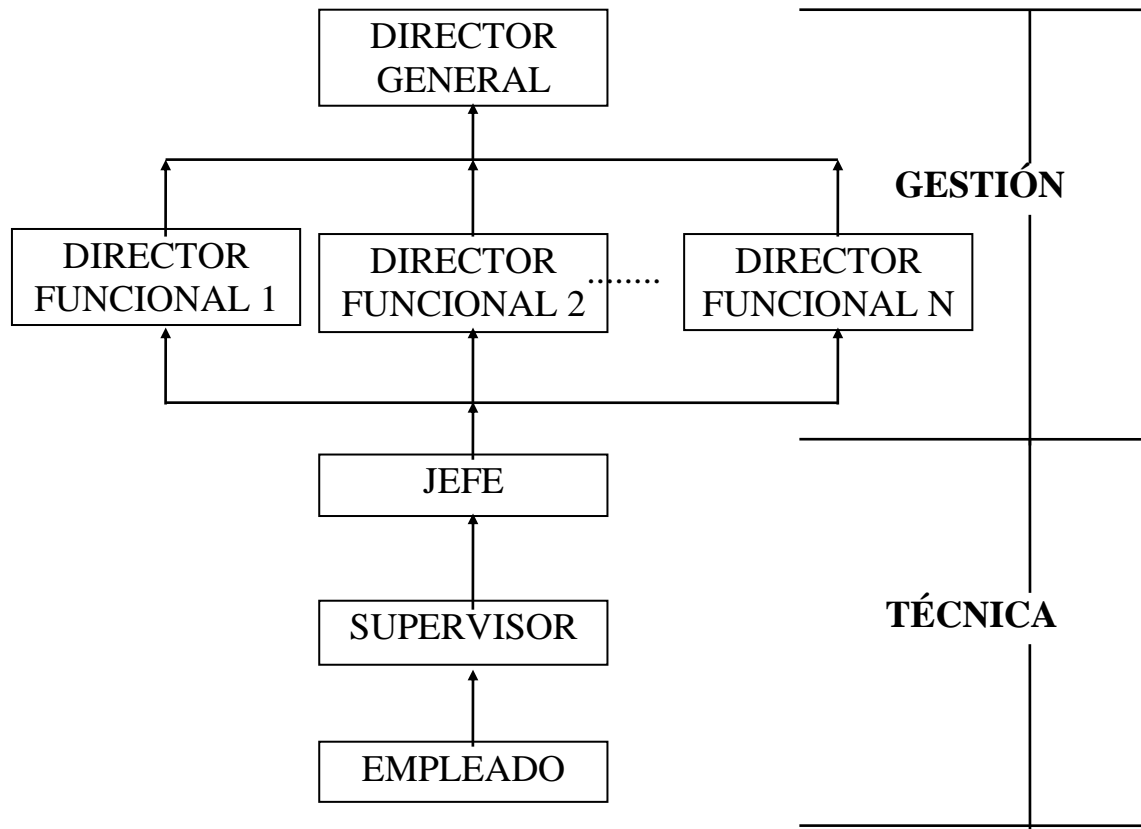 DIRECTOR
GENERAL
GESTIÓN
DIRECTOR
FUNCIONAL 1
DIRECTOR
FUNCIONAL 2
........
DIRECTOR
FUNCIONAL N
JEFE
SUPERVISOR
TÉCNICA
EMPLEADO